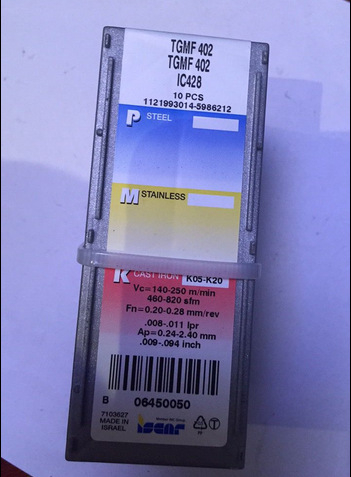 TGMF 402
TGMF 402
IC428
10 PCS
1121993014-5986212
P STEEL
M STAINLESS
K CAST IRON K05-K20
Vc=140-250 m/min
460-820 sfm
Fn=0.20-0.28 mm/rev
.008-.011 ipr
Ap=0.24-2.40 mm
.009-.094 inch
B 06450050
7103627
MADE IN
ISRAEL
iscar
PP